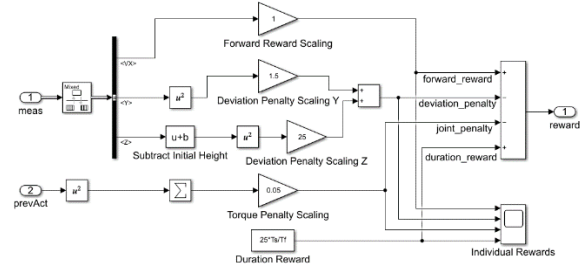 1
Forward Reward Scaling
<VX>
Mixed
1
meas
<Y>
u²
1.5
Deviation Penalty Scaling Y
+
+
<Z>
u+b
Subtract Initial Height
u²
25
Deviation Penalty Scaling Z
forward_reward
+
deviation_penalty
−
joint_penalty
−
duration_reward
+
1
reward
2
prevAct
u²
Σ
0.05
Torque Penalty Scaling
25*Ts/Tf
Duration Reward
Individual Rewards